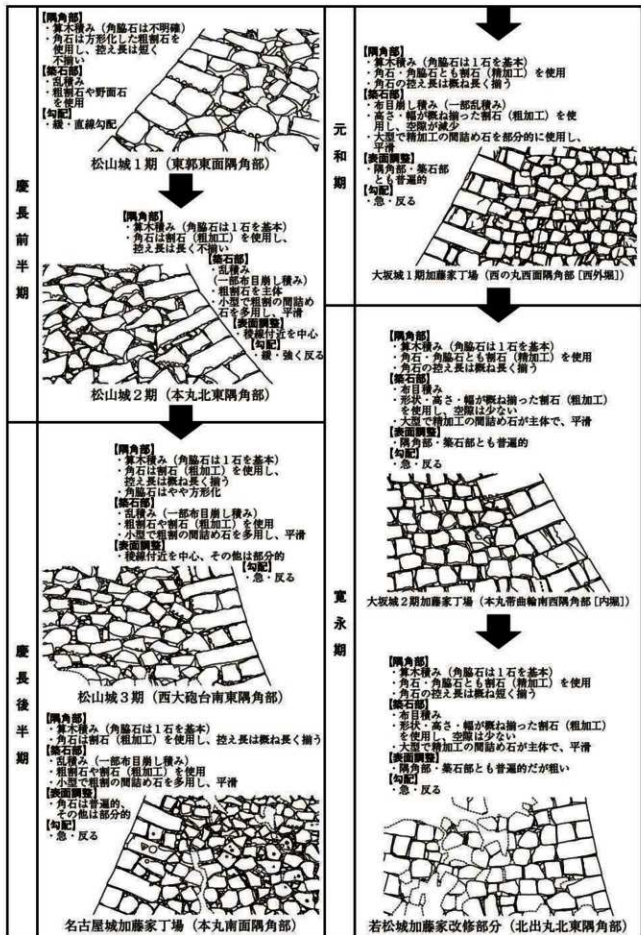 慶長前半期
【隅角部】
・算木積み（角脇石は不明確）
・角石は方形化した粗割石を
使用し、控え長は短く
不揃い
【築石部】
・乱積み
・粗割石や野面石
を使用
【勾配】
・緩・直線勾配
松山城1期（東郭東面隅角部）
【隅角部】
・算木積み（角脇石は1石を基本）
・角石は割石（粗加工）を使用し、
控え長は長く不揃い
【築石部】
・乱積み
（一部布目崩し積み）
・粗割石を主体
・小型で粗割の間詰め
石を多用し、平滑
【表面調整】
・稜線付近を中心
【勾配】
・緩・強く反る
松山城2期（本丸北東隅角部）
慶長後半期
【隅角部】
・算木積み（角脇石は1石を基本）
・角石は割石（粗加工）を使用し、
控え長は概ね長く揃う
・角脇石はやや方形化
【築石部】
・乱積み（一部布目崩し積み）
・粗割石や割石（粗加工）を使用
・小型で粗割の間詰め石を多用し、平滑
【表面調整】
・稜線付近を中心、その他は部分的
【勾配】
・急・反る
松山城3期（西大砲台南東隅角部）
【隅角部】
・算木積み（角脇石は1石を基本）
・角石は割石（粗加工）を使用し、控え長は概ね長く揃う
【築石部】
・乱積み（一部布目崩し積み）
・粗割石や割石（粗加工）を使用
・小型で粗割の間詰め石を多用し、平滑
【表面調整】
・角石は普遍的、
その他は部分的
【勾配】
・急・反る
名古屋城加藤家丁場（本丸南面隅角部）
元和期
【隅角部】
・算木積み（角脇石は1石を基本）
・角石・角脇石とも割石（精加工）を使用
・角石の控え長は概ね長く揃う
【築石部】
・布目崩し積み（一部乱積み）
・高さ・幅が概ね揃った割石（粗加工）を使
用し、空隙が減少
・大型で精加工の間詰め石を部分的に使用し、
平滑
【表面調整】
・隅角部・築石部
とも普遍的
【勾配】
・急・反る
大坂城1期加藤家丁場（西の丸西面隅角部［西外堀］）
寛永期
【隅角部】
・算木積み（角脇石は1石を基本）
・角石・角脇石とも割石（精加工）を使用
・角石の控え長は概ね長く揃う
【築石部】
・布目積み
・形状・高さ・幅が概ね揃った割石（粗加工）
を使用し、空隙は少ない
・大型で精加工の間詰め石が主体で、平滑
【表面調整】
・隅角部・築石部とも普遍的
【勾配】
・急・反る
大坂城2期加藤家丁場（本丸帯曲輪南西隅角部［内堀］）
【隅角部】
・算木積み（角脇石は1石を基本）
・角石・角脇石とも割石（精加工）を使用
・角石の控え長は概ね短く揃う
【築石部】
・布目積み
・形状・高さ・幅が概ね揃った割石（粗加工）
を使用し、空隙は少ない
・大型で精加工の間詰め石が主体で、平滑
【表面調整】
・隅角部・築石部とも普遍的だが粗い
【勾配】
・急・反る
若松城加藤家改修部分（北出丸北東隅角部）